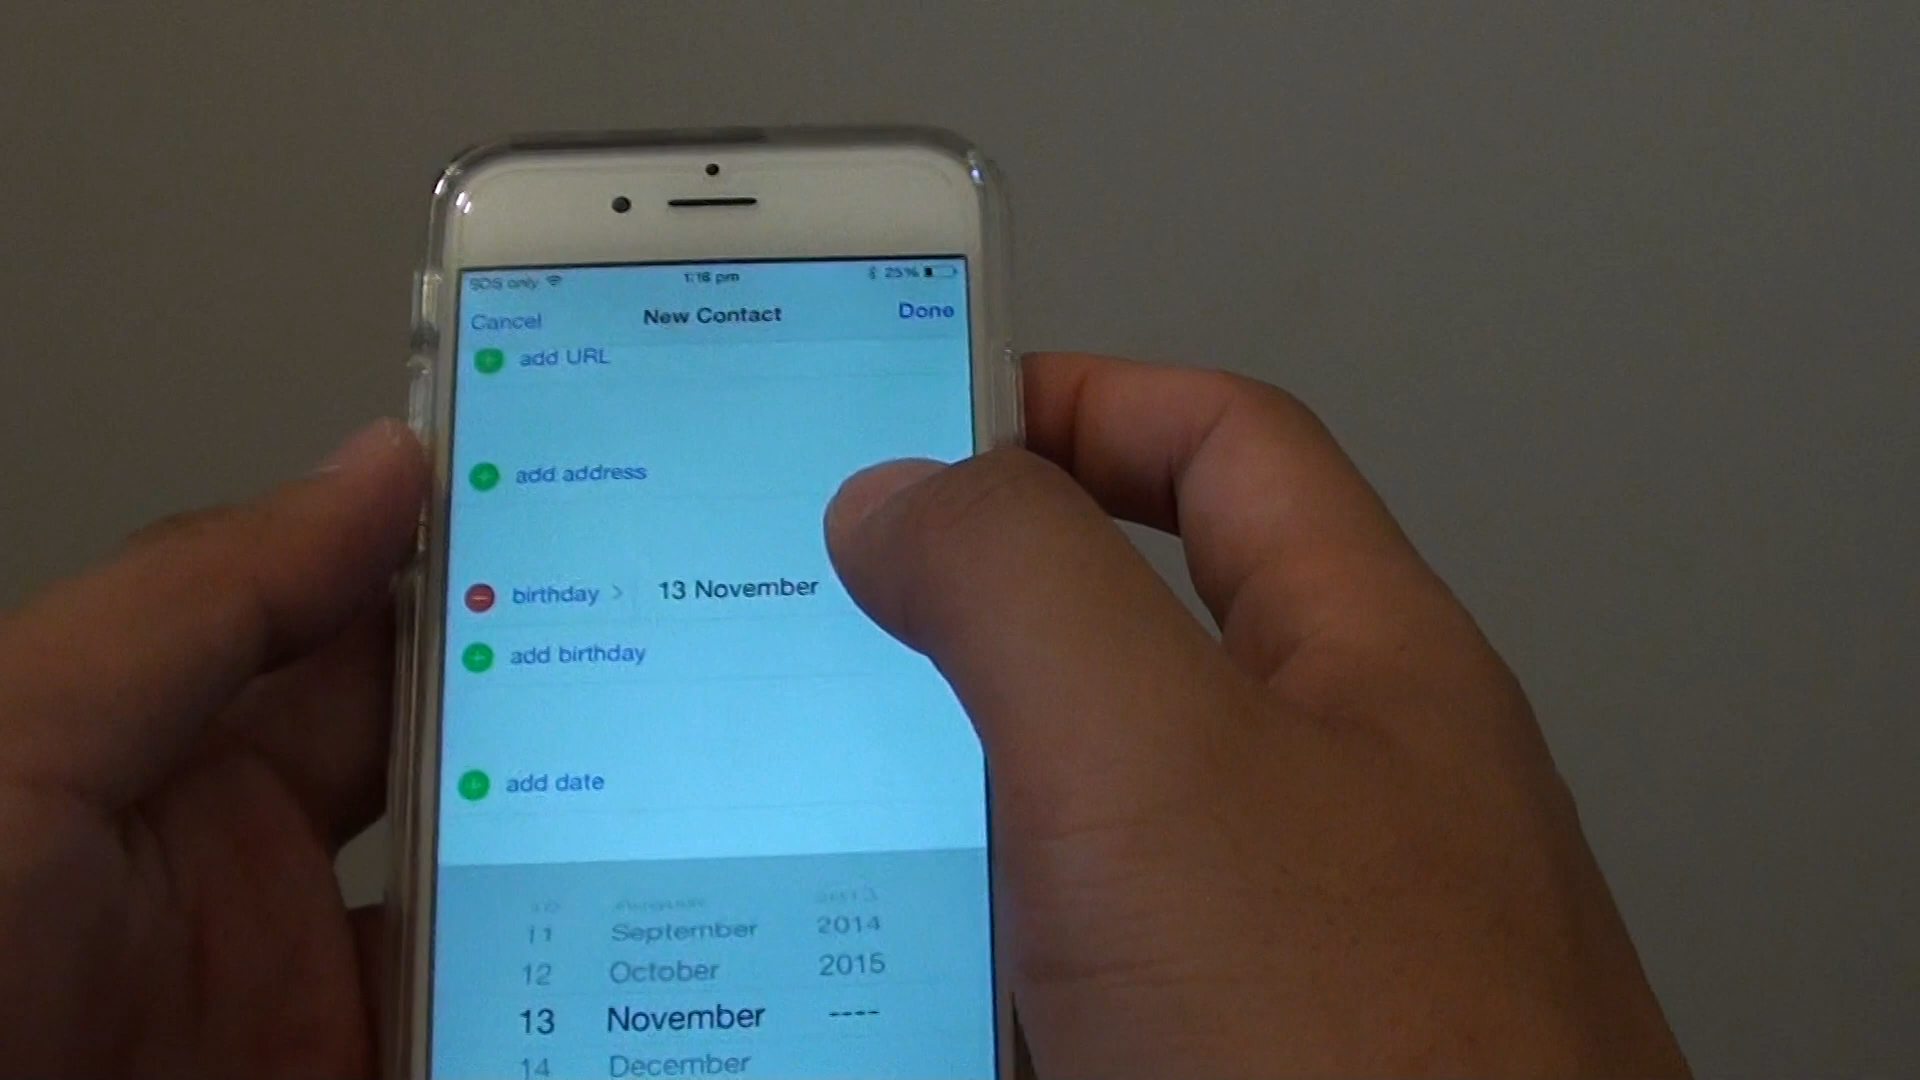 SOS only 1:16 pm 25%
Cancel New Contact Done
add URL
add address
birthday > 13 November
add birthday
add date
11 September 2014
12 October 2015
13 November ----
14 December